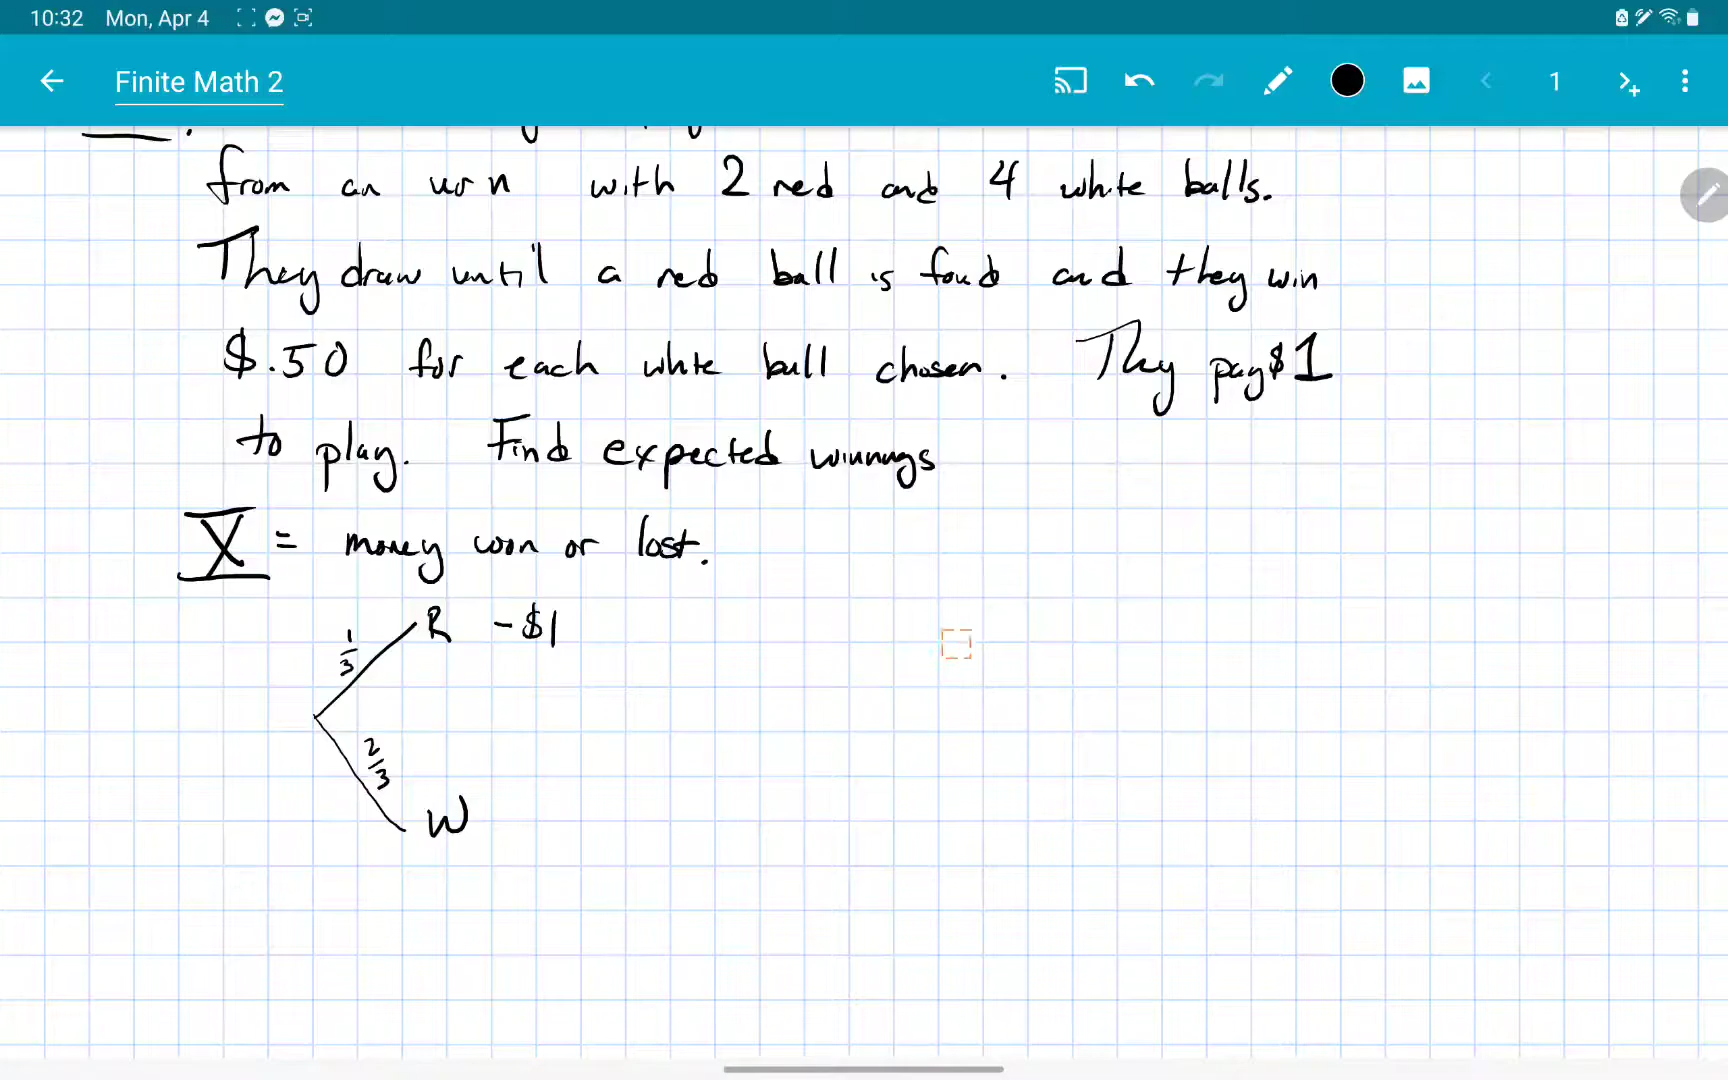 10:32 Mon, Apr 4
Finite Math 2
1
from an urn with 2 red and 4 white balls.
They draw until a red ball is foud and they win
$.50 for each white ball chosen. They pay $1
to play. Find expected winnings
X = money won or lost.
1/3 R -$1
2/3
W